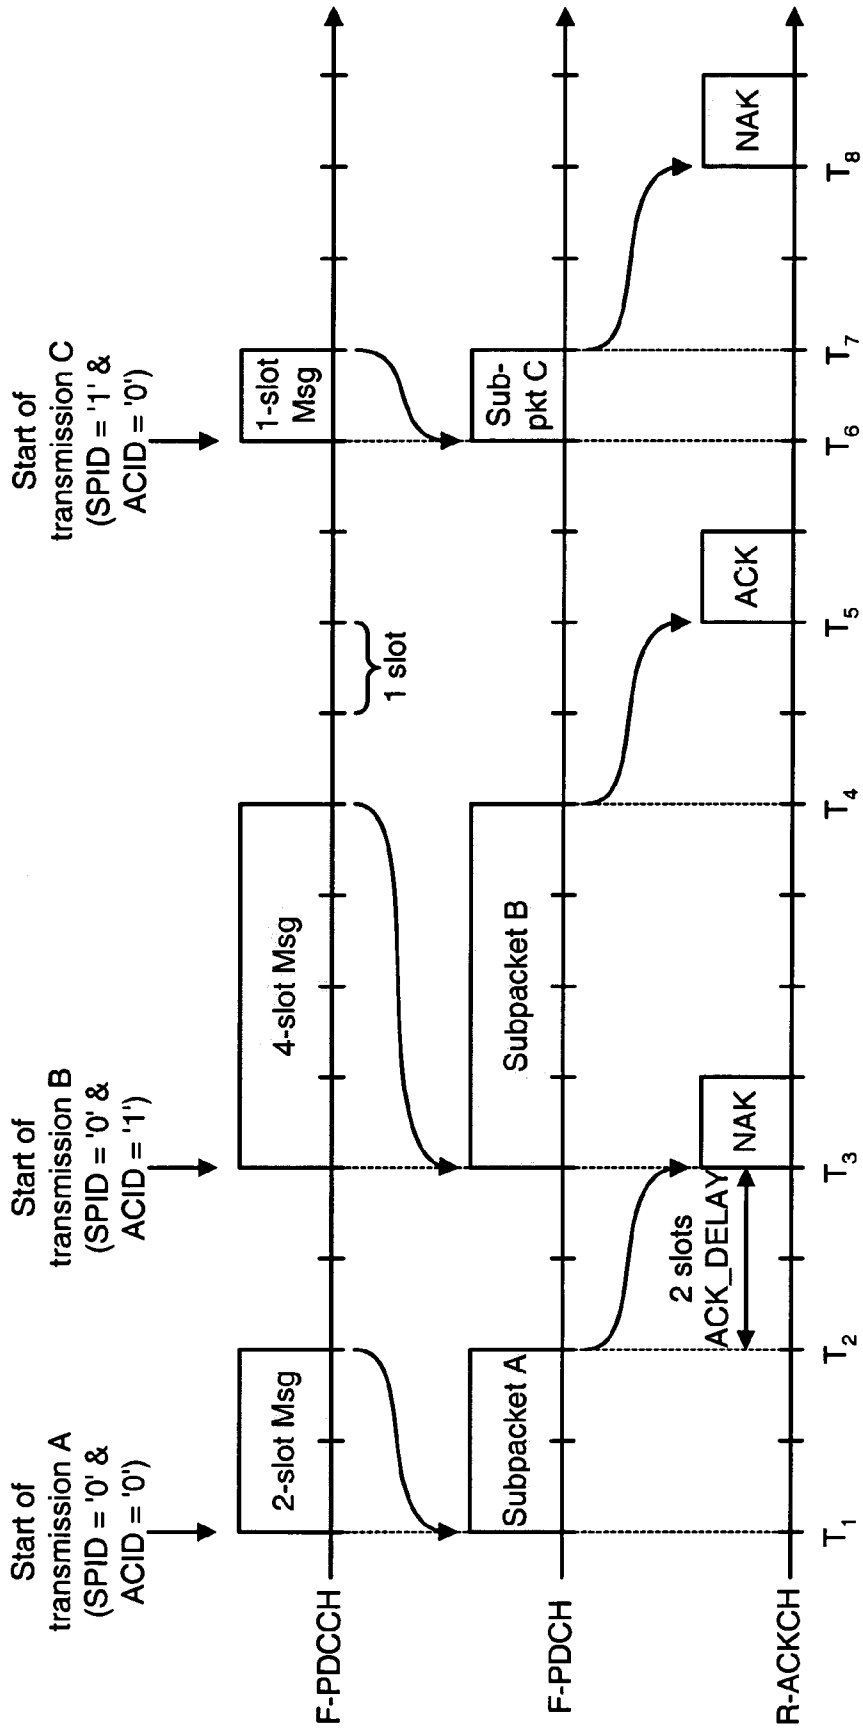 Start of
transmission A
(SPID = '0' &
ACID = '0')
Start of
transmission B
(SPID = '0' &
ACID = '1')
Start of
transmission C
(SPID = '1' &
ACID = '0')
F-PDCCH
2-slot Msg
4-slot Msg
1 slot
1-slot
Msg
F-PDCH
Subpacket A
Subpacket B
Sub-
pkt C
R-ACKCH
2 slots
ACK_DELAY
NAK
ACK
NAK
T1
T2
T3
T4
T5
T6
T7
T8